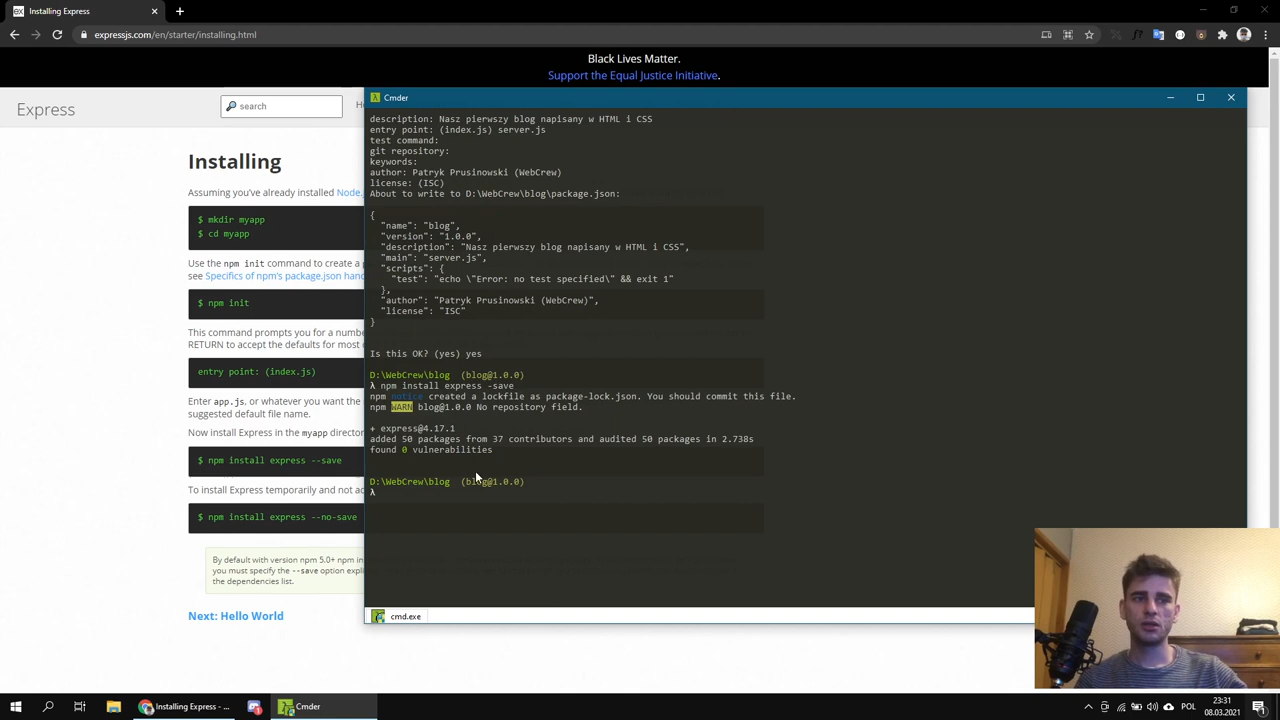 Installing Express
expressjs.com/en/starter/installing.html
Black Lives Matter.
Support the Equal Justice Initiative.
Express
search
Installing
Assuming you've already installed Node.
$ mkdir myapp
$ cd myapp
Use the npm init command to create a
see Specifics of npm's package.json
$ npm init
This command prompts you for a
RETURN to accept the defaults for most
entry point: (index.js)
Enter app.js, or whatever you want the
suggested default file name.
Now install Express in the myapp
$ npm install express --save
To install Express temporarily and not
$ npm install express --no-save
By default with version npm 5.0+ npm
you must specify the --save option
the dependencies list.
Next: Hello World
Cmder
description: Nasz pierwszy blog napisany w HTML i CSS
entry point: (index.js) server.js
test command:
git repository:
keywords:
author: Patryk Prusinowski (WebCrew)
license: (ISC)
About to write to D:\WebCrew\blog\package.json:
{
"name": "blog",
"version": "1.0.0",
"description": "Nasz pierwszy blog napisany w HTML i CSS",
"main": "server.js",
"scripts": {
"test": "echo \"Error: no test specified\" && exit 1"
},
"author": "Patryk Prusinowski (WebCrew)",
"license": "ISC"
}
Is this OK? (yes) yes
D:\WebCrew\blog (blog@1.0.0)
λ npm install express -save
npm notice created a lockfile as package-lock.json. You should commit this file.
npm WARN blog@1.0.0 No repository field.
+ express@4.17.1
added 50 packages from 37 contributors and audited 50 packages in 2.738s
found 0 vulnerabilities
D:\WebCrew\blog (blog@1.0.0)
λ
cmd.exe
Installing Express - ...
Cmder
POL
23:31
08.03.2021